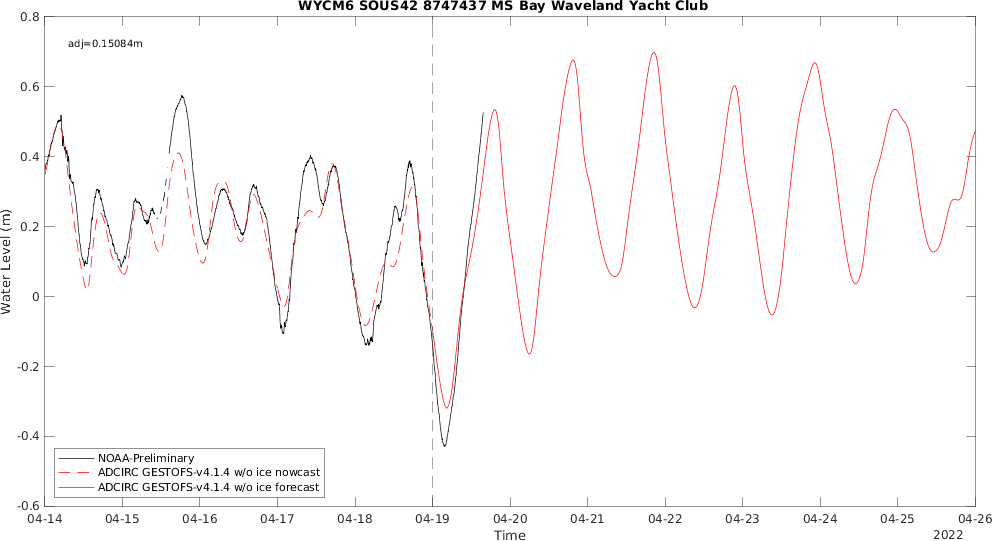 WYCM6 SOUS42 8747437 MS Bay Waveland Yacht Club
0.8
adj=0.15084m
0.6
0.4
0.2
0
-0.2
-0.4
-0.6
Water Level (m)
NOAA-Preliminary
ADCIRC GESTOFS-v4.1.4 w/o ice nowcast
ADCIRC GESTOFS-v4.1.4 w/o ice forecast
04-14 04-15 04-16 04-17 04-18 04-19 04-20 04-21 04-22 04-23 04-24 04-25 04-26
Time
2022